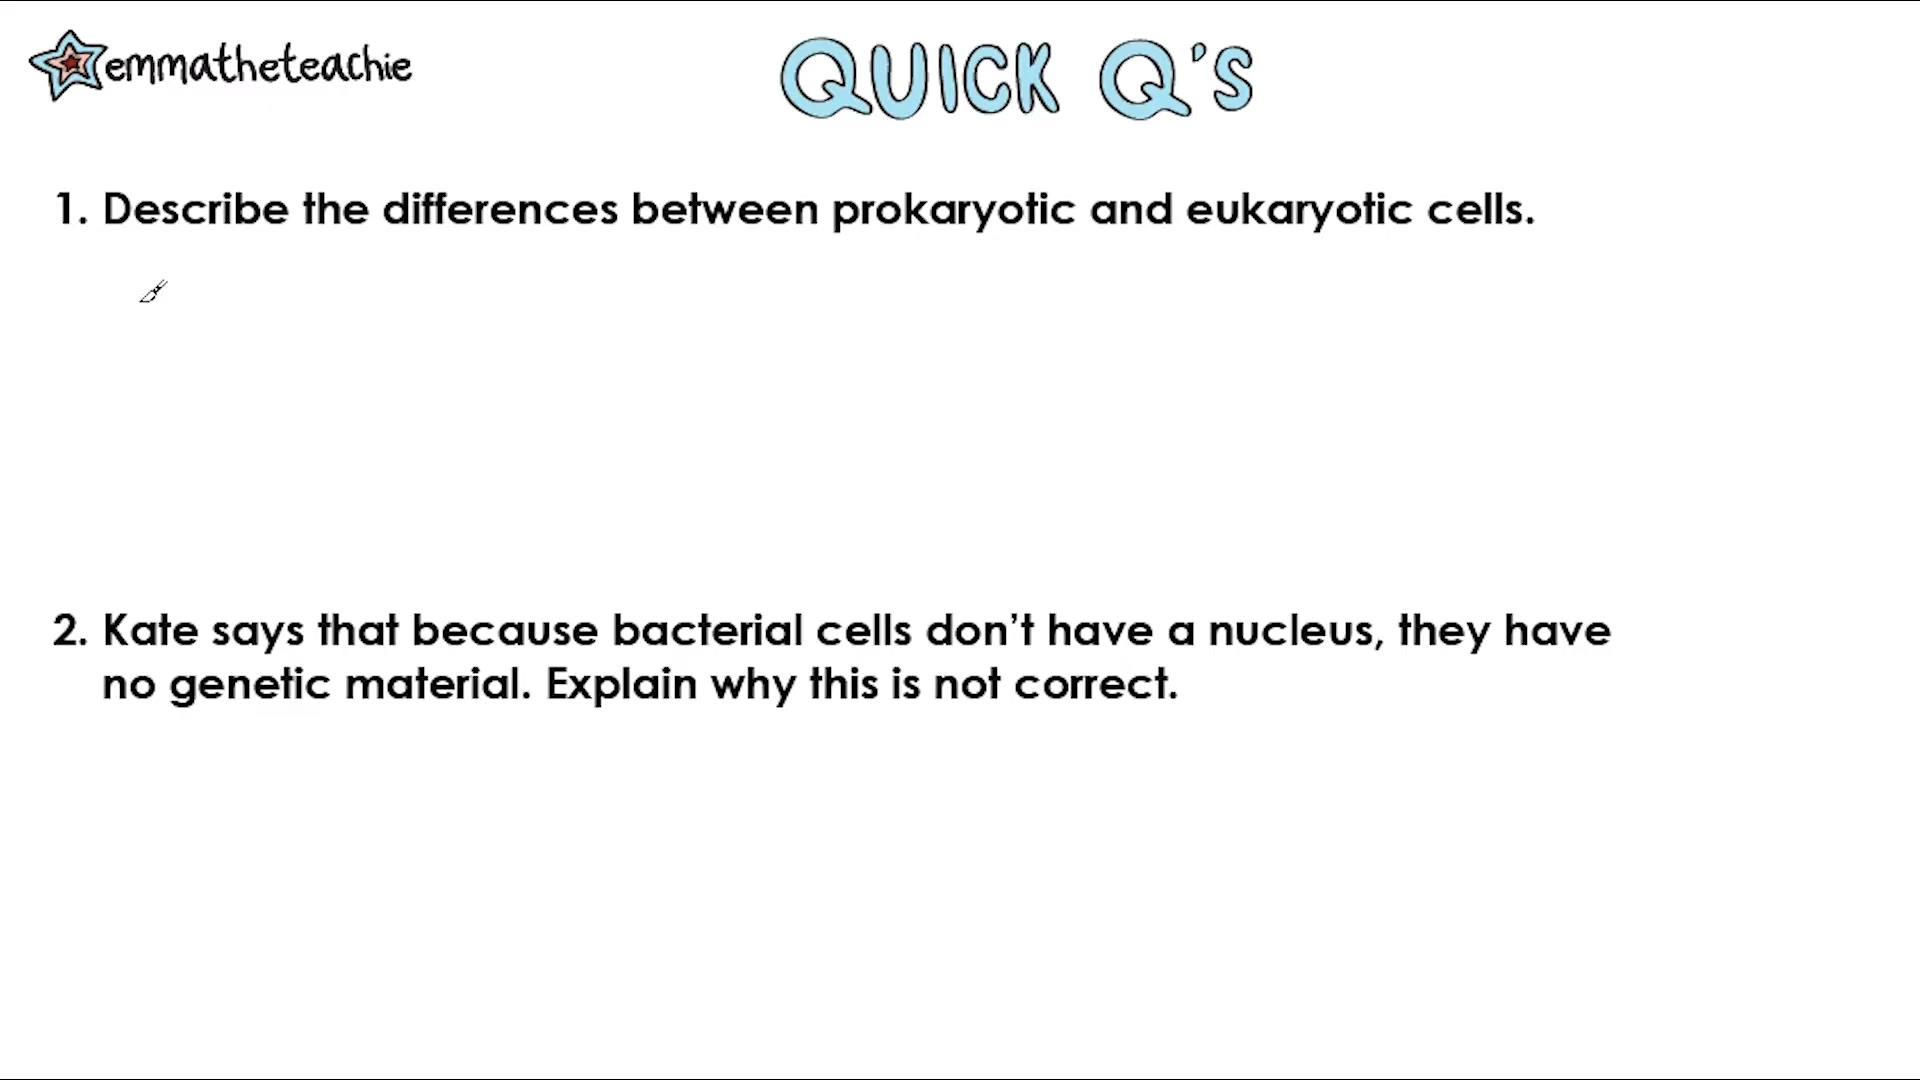 emmatheteachie
QUICK Q's
1. Describe the differences between prokaryotic and eukaryotic cells.
2. Kate says that because bacterial cells don’t have a nucleus, they have
no genetic material. Explain why this is not correct.